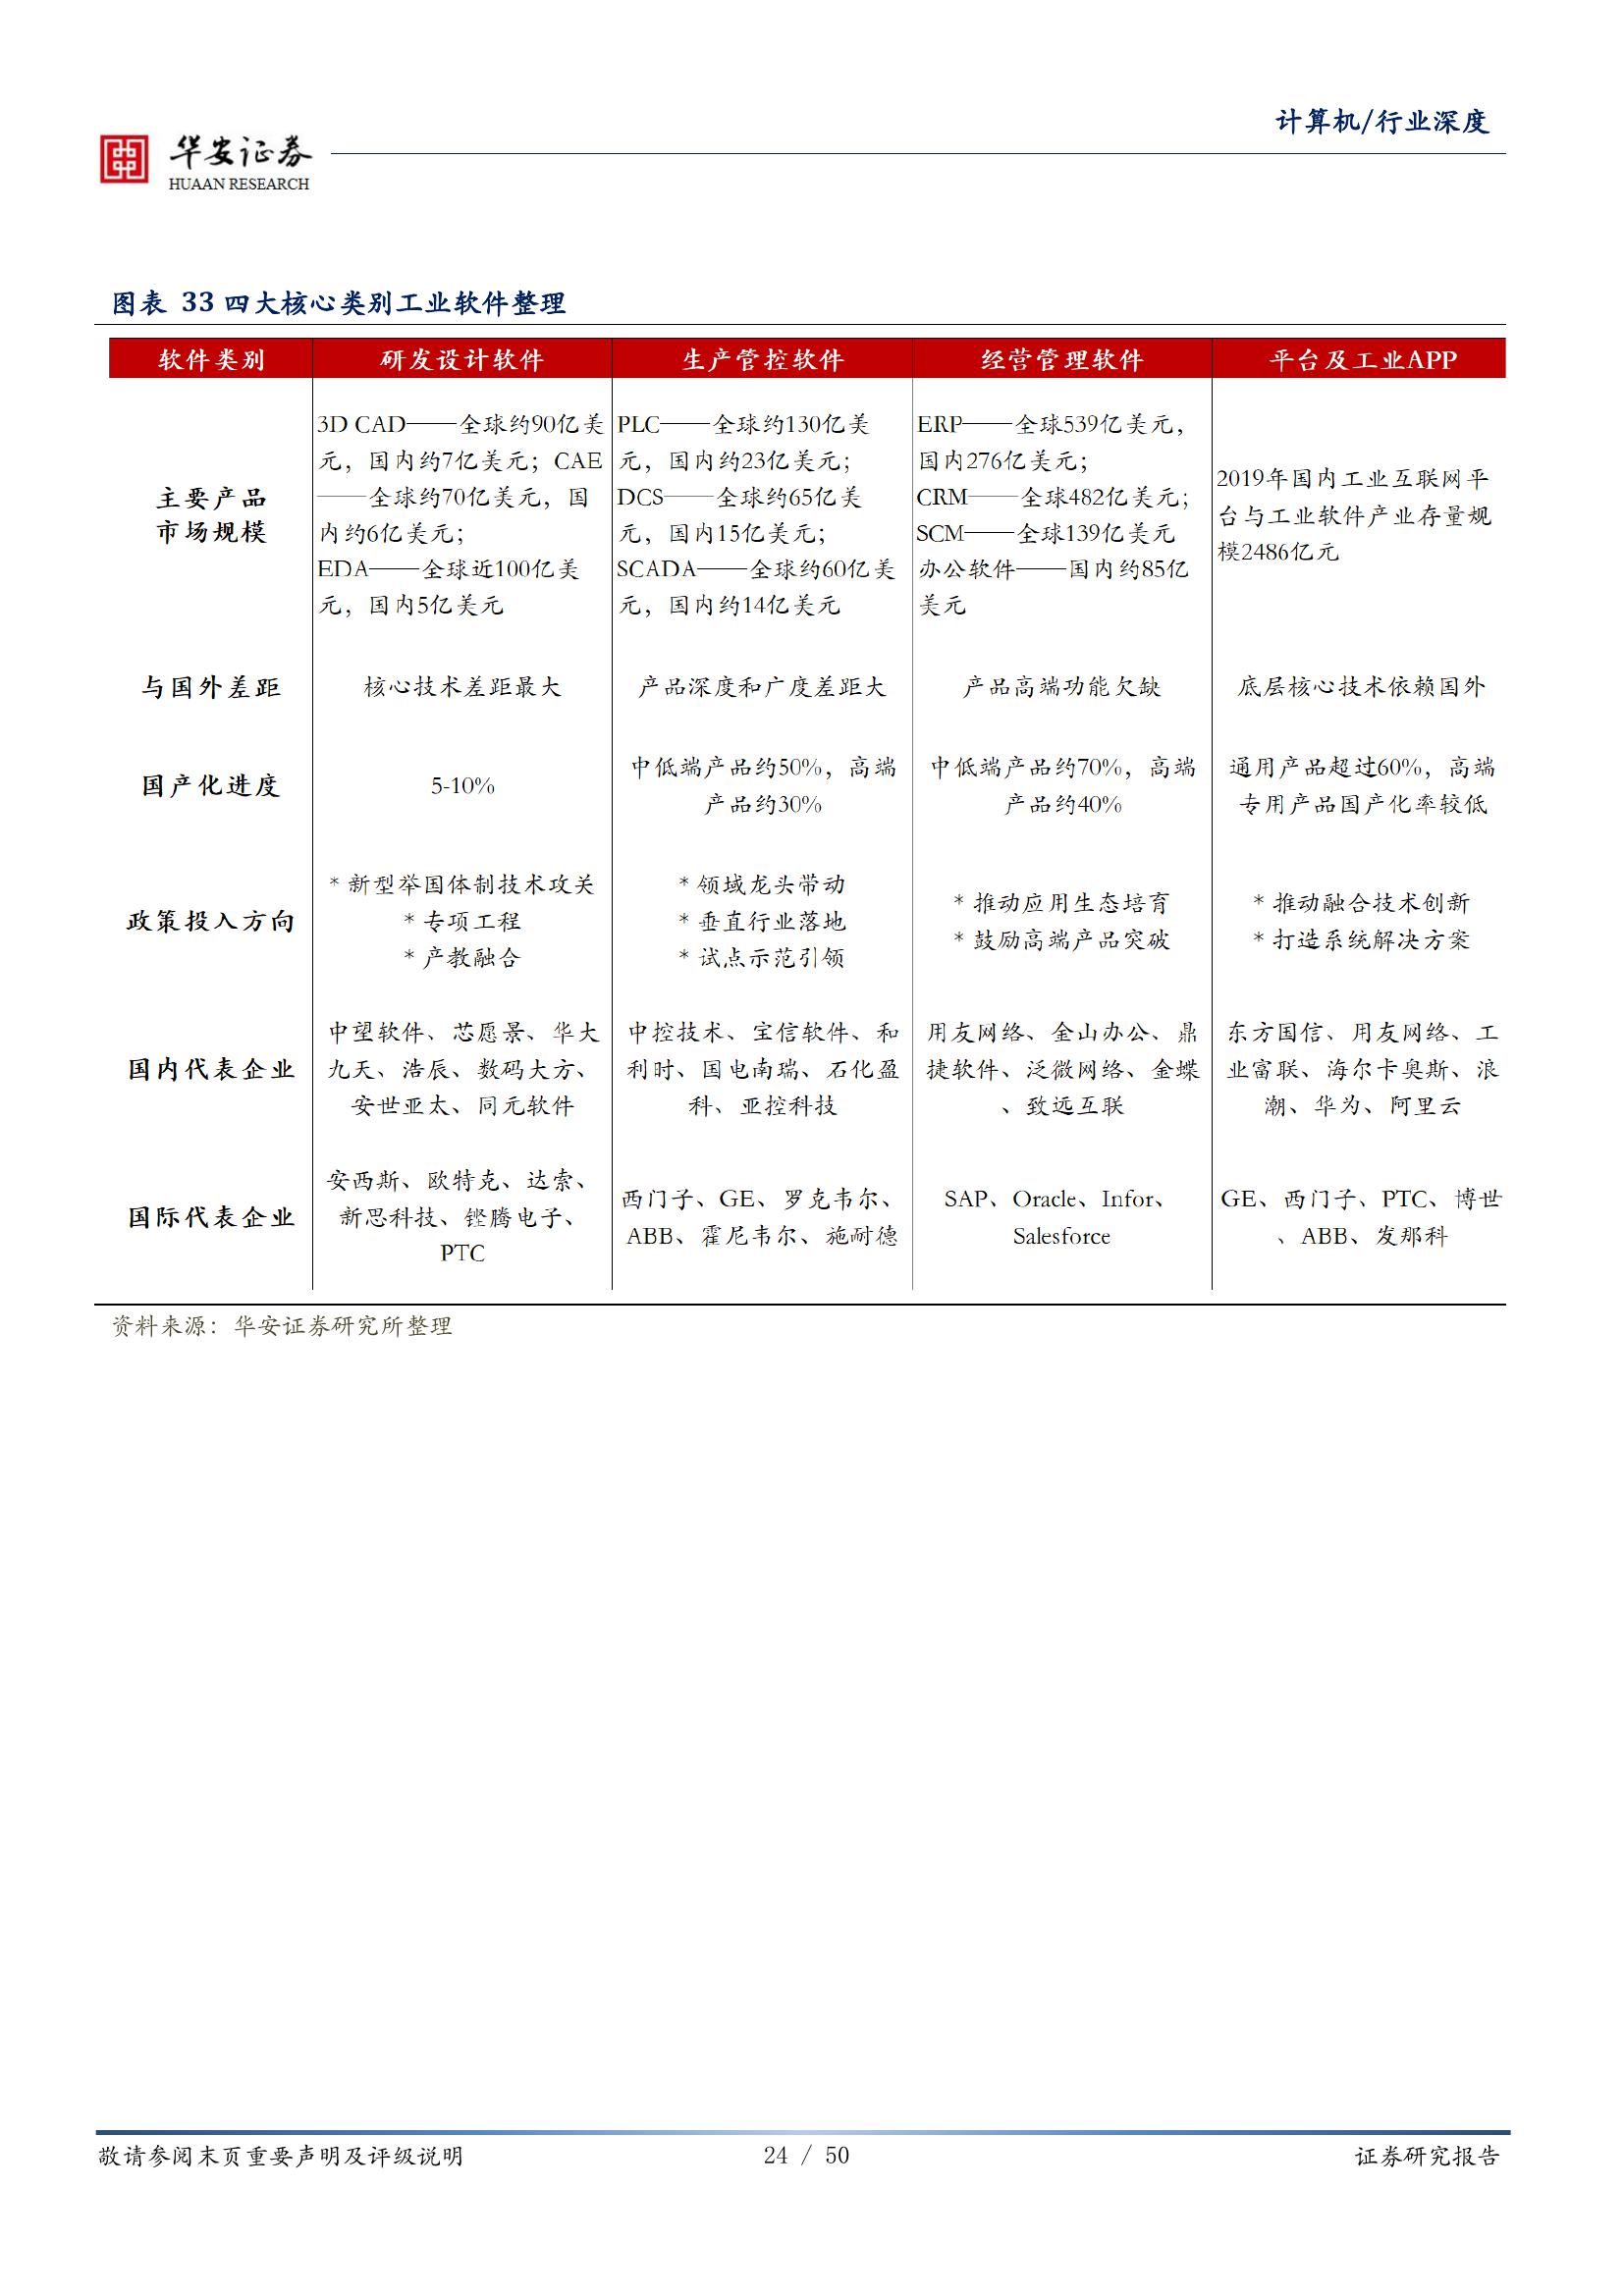 计算机/行业深度
华安证券
HUAAN RESEARCH
图表 33 四大核心类别工业软件整理
软件类别
研发设计软件
生产管控软件
经营管理软件
平台及工业APP
主要产品
市场规模
3D CAD——全球约90亿美
元，国内约7亿美元；CAE
——全球约70亿美元，国
内约6亿美元；
EDA——全球近100亿美
元，国内5亿美元
PLC——全球约130亿美
元，国内约23亿美元；
DCS——全球约65亿美
元，国内15亿美元；
SCADA——全球约60亿美
元，国内约14亿美元
ERP——全球539亿美元，
国内276亿美元；
CRM——全球482亿美元；
SCM——全球139亿美元
办公软件——国内约85亿
美元
2019年国内工业互联网平
台与工业软件产业存量规
模2486亿元
与国外差距
核心技术差距最大
产品深度和广度差距大
产品高端功能欠缺
底层核心技术依赖国外
国产化进度
5-10%
中低端产品约50%，高端
产品约30%
中低端产品约70%，高端
产品约40%
通用产品超过60%，高端
专用产品国产化率较低
政策投入方向
* 新型举国体制技术攻关
* 专项工程
* 产教融合
* 领域龙头带动
* 垂直行业落地
* 试点示范引领
* 推动应用生态培育
* 鼓励高端产品突破
* 推动融合技术创新
* 打造系统解决方案
国内代表企业
中望软件、芯愿景、华大
九天、浩辰、数码大方、
安世亚太、同元软件
中控技术、宝信软件、和
利时、国电南瑞、石化盈
科、亚控科技
用友网络、金山办公、鼎
捷软件、泛微网络、金蝶
、致远互联
东方国信、用友网络、工
业富联、海尔卡奥斯、浪
潮、华为、阿里云
国际代表企业
安西斯、欧特克、达索、
新思科技、铿腾电子、
PTC
西门子、GE、罗克韦尔、
ABB、霍尼韦尔、施耐德
SAP、Oracle、Infor、
Salesforce
GE、西门子、PTC、博世
、ABB、发那科
资料来源：华安证券研究所整理
敬请参阅末页重要声明及评级说明
24 / 50
证券研究报告